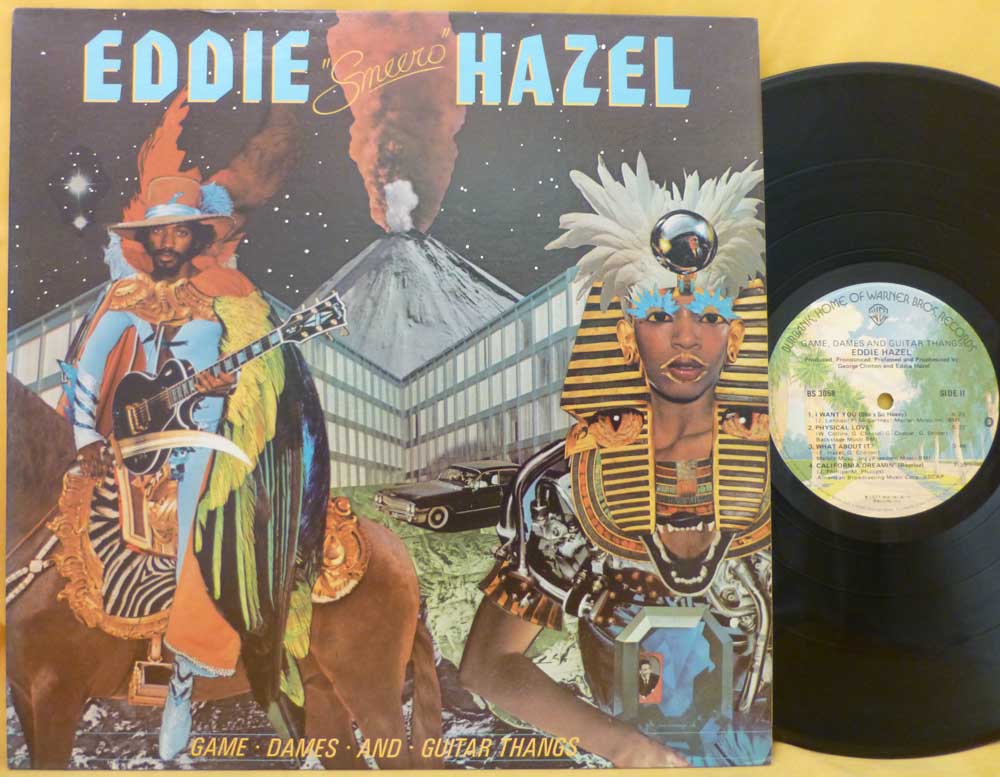 EDDIE "Smeero" HAZEL
GAME · DAMES · AND · GUITAR THANGS
BURBANK, HOME OF WARNER BROS. RECORDS
GAME, DAMES AND GUITAR THANGS
EDDIE HAZEL
Produced, Pronounced, Professed and Prophesized by:
George Clinton and Eddie Hazel
BS 3058 SIDE II
1. I WANT YOU (She's So Heavy)
2. PHYSICAL LOVE
3. WHAT ABOUT IT?
4. CALIFORNIA DREAMIN' (Reprise)